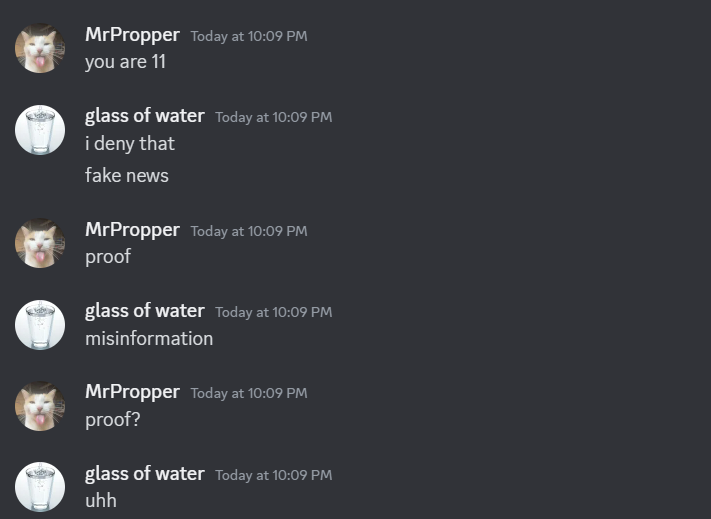 MrPropper Today at 10:09 PM
you are 11
glass of water Today at 10:09 PM
i deny that
fake news
MrPropper Today at 10:09 PM
proof
glass of water Today at 10:09 PM
misinformation
MrPropper Today at 10:09 PM
proof?
glass of water Today at 10:09 PM
uhh